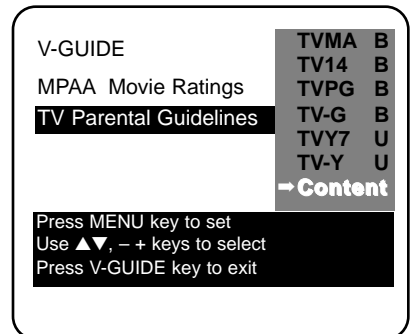 V-GUIDE
MPAA Movie Ratings
TV Parental Guidelines
TVMA B
TV14 B
TVPG B
TV-G B
TVY7 U
TV-Y U
➡Content
Press MENU key to set
Use ▲▼, – + keys to select
Press V-GUIDE key to exit